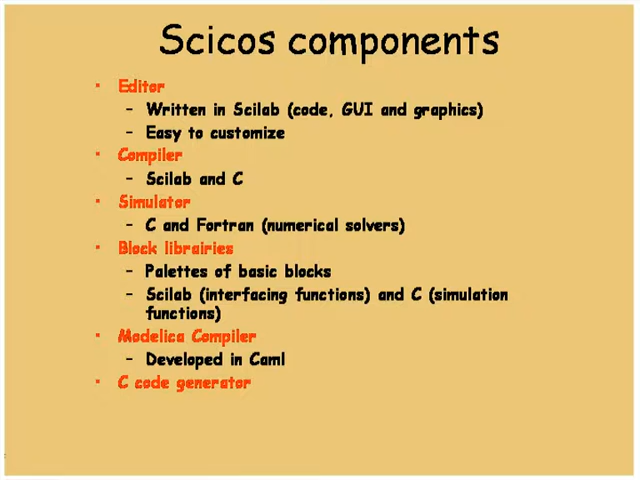 Scicos components
• Editor
– Written in Scilab (code, GUI and graphics)
– Easy to customize
• Compiler
– Scilab and C
• Simulator
– C and Fortran (numerical solvers)
• Block librairies
– Palettes of basic blocks
– Scilab (interfacing functions) and C (simulation
functions)
• Modelica Compiler
– Developed in Caml
• C code generator